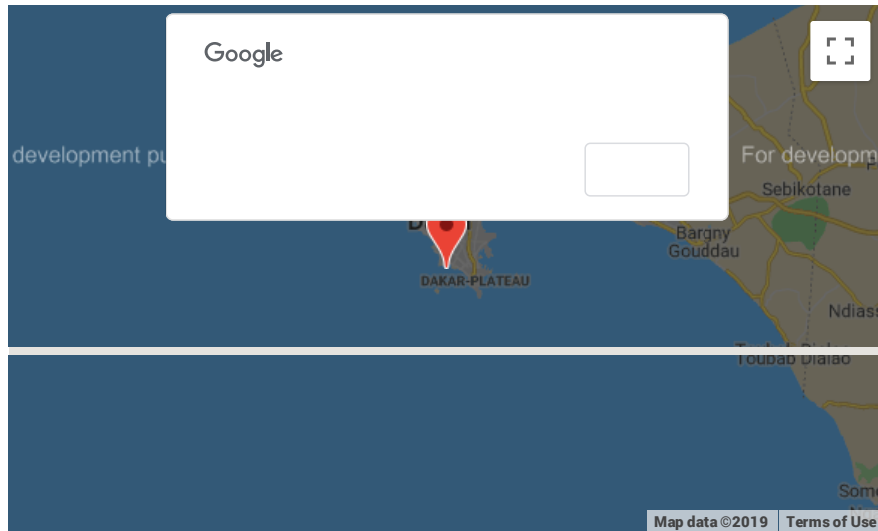 Google
development pu
For developm
Sebikotane
Bargny
Gouddau
DAKAR-PLATEAU
Ndiass
Toubab Dialao
Some
Map data ©2019
Terms of Use